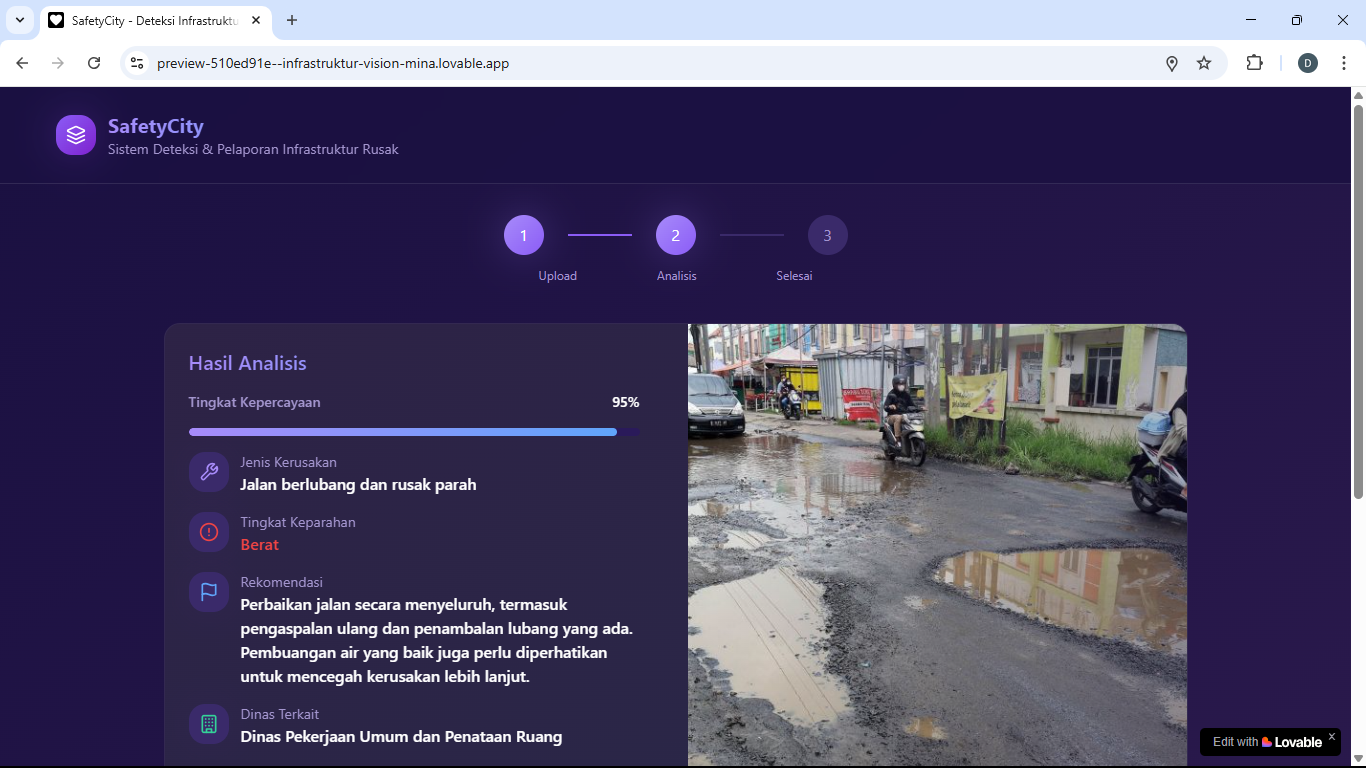 SafetyCity - Deteksi Infrastruktu
preview-510ed91e--infrastruktur-vision-mina.lovable.app
D
SafetyCity
Sistem Deteksi & Pelaporan Infrastruktur Rusak
1
2
3
Upload
Analisis
Selesai
Hasil Analisis
Tingkat Kepercayaan
95%
Jenis Kerusakan
Jalan berlubang dan rusak parah
Tingkat Keparahan
Berat
Rekomendasi
Perbaikan jalan secara menyeluruh, termasuk
pengaspalan ulang dan penambalan lubang yang ada.
Pembuangan air yang baik juga perlu diperhatikan
untuk mencegah kerusakan lebih lanjut.
Dinas Terkait
Dinas Pekerjaan Umum dan Penataan Ruang
Edit with Lovable